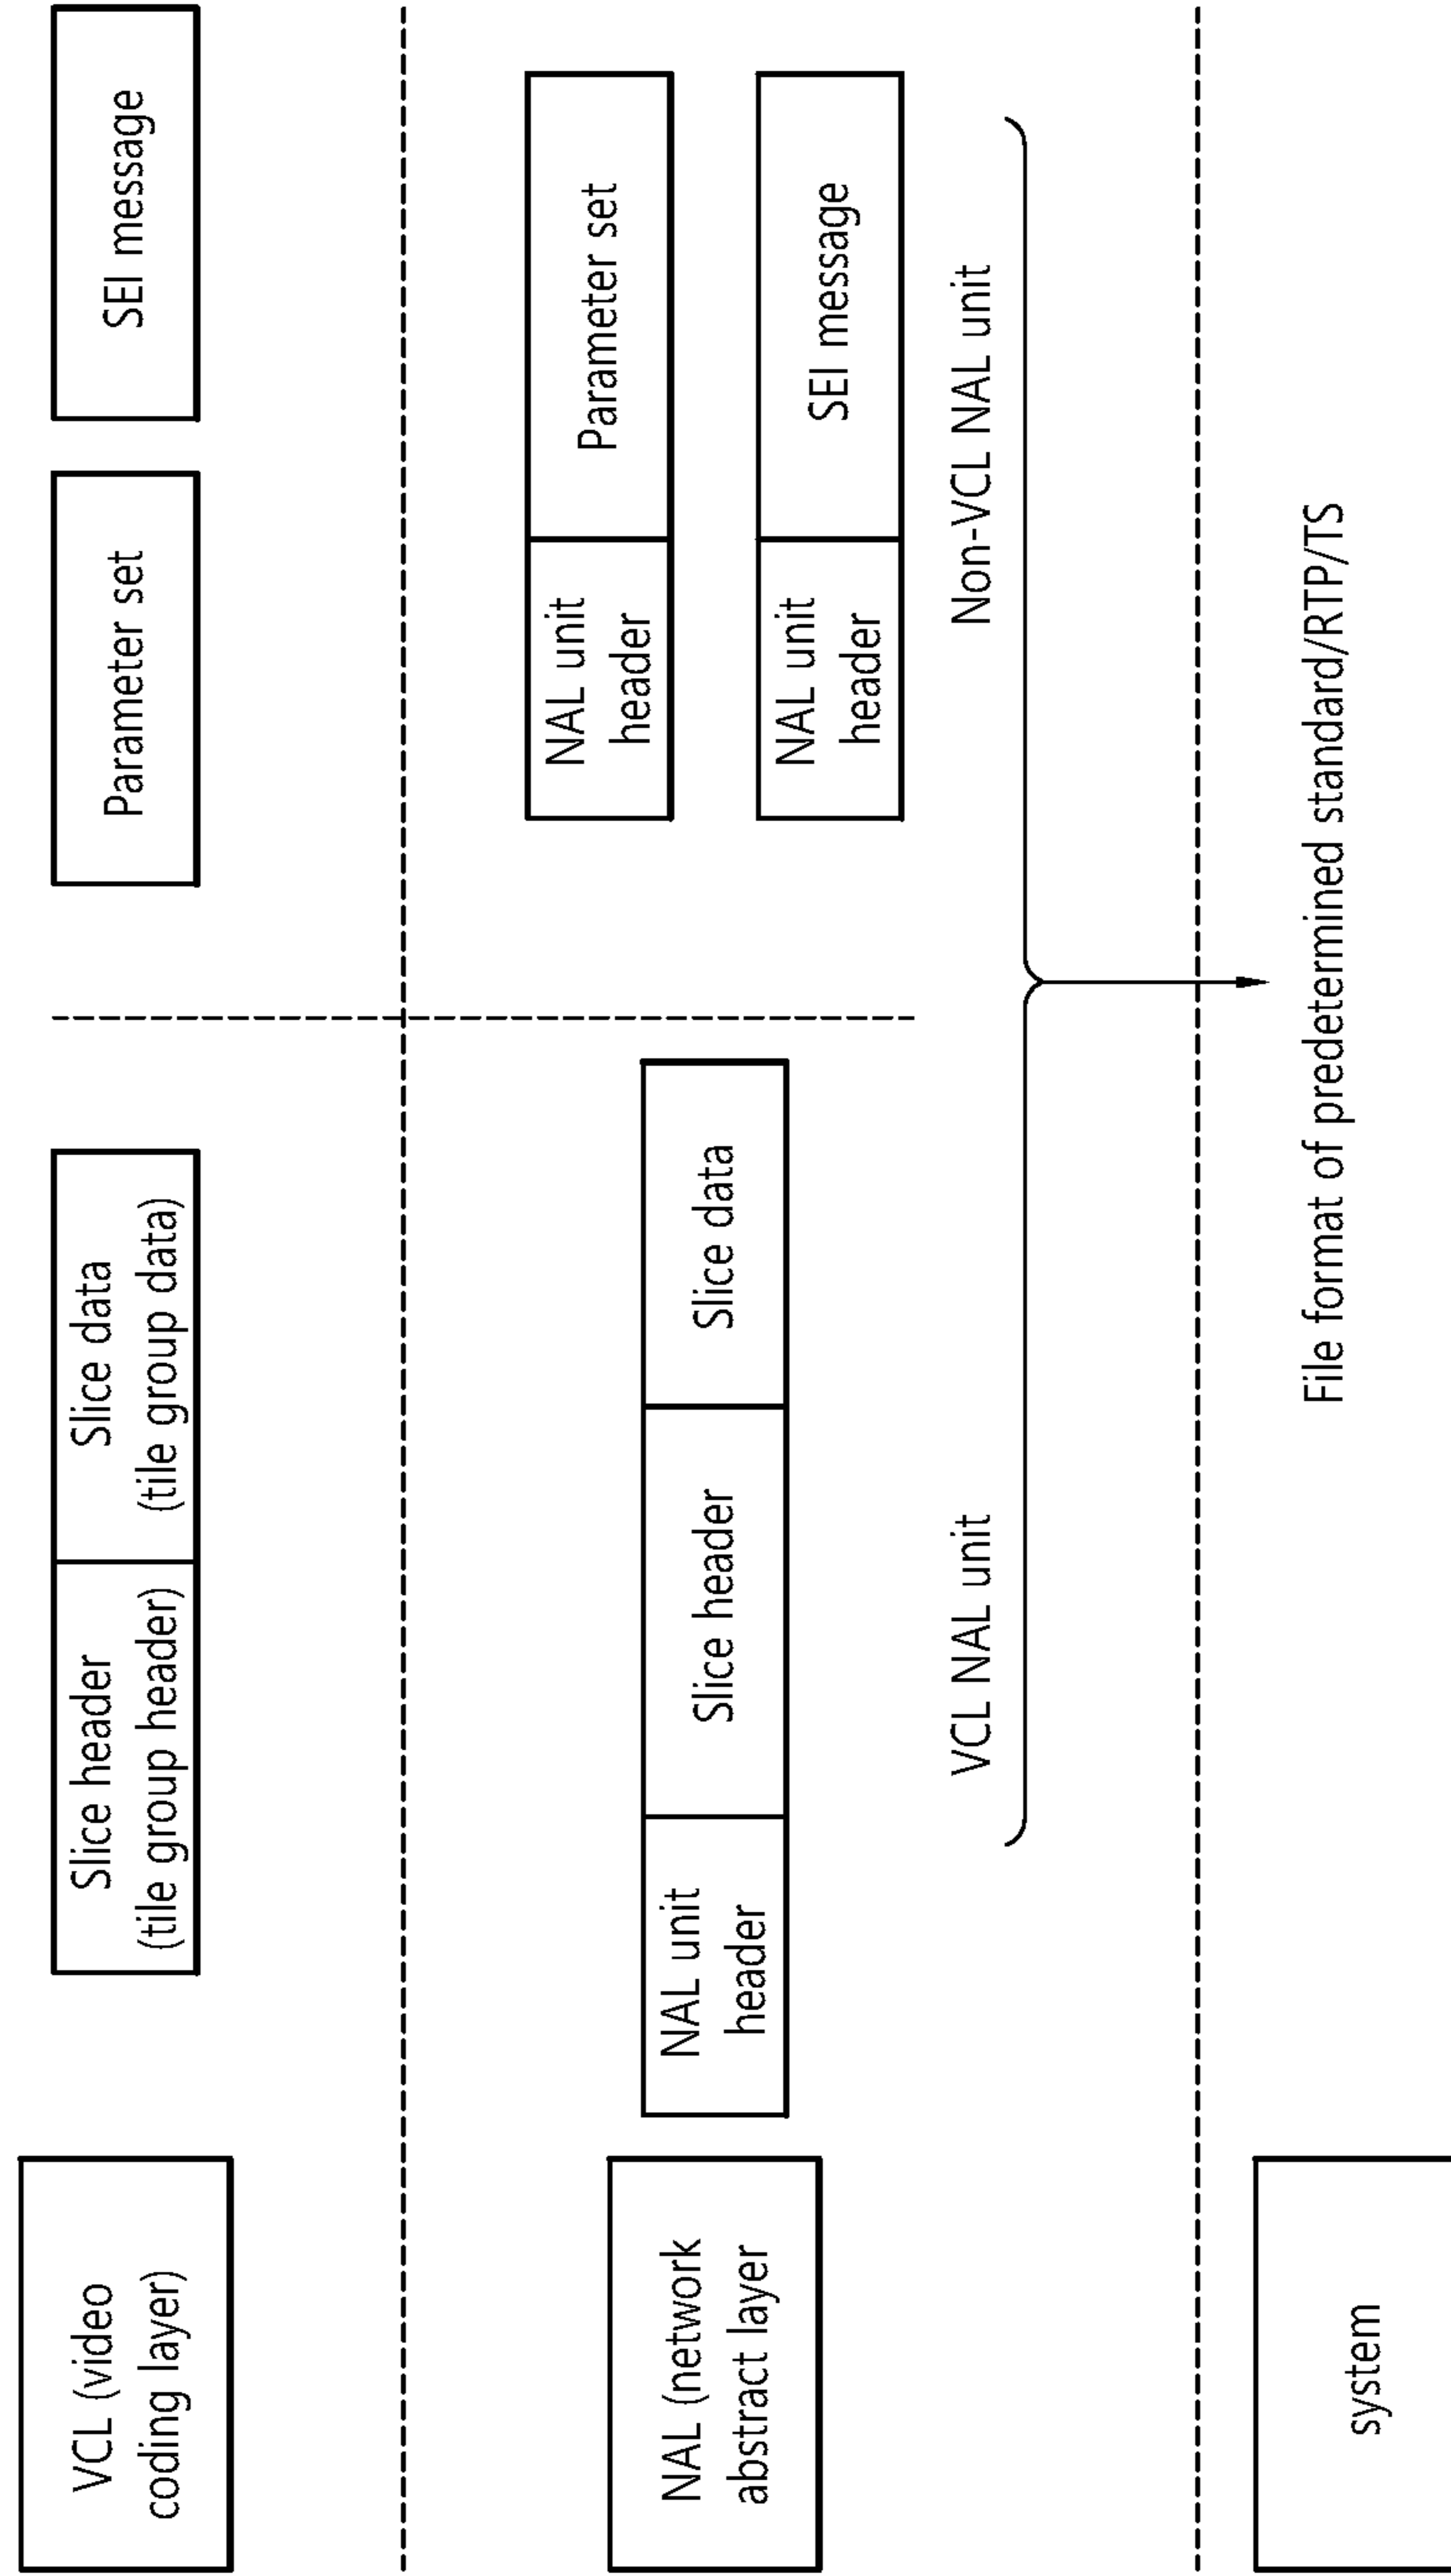 VCL (video
coding layer)
Slice header
(tile group header)
Slice data
(tile group data)
Parameter set
SEI message
NAL (network
abstract layer
NAL unit
header
Slice header
Slice data
NAL unit
header
Parameter set
NAL unit
header
SEI message
VCL NAL unit
Non-VCL NAL unit
system
File format of predetermined standard/RTP/TS